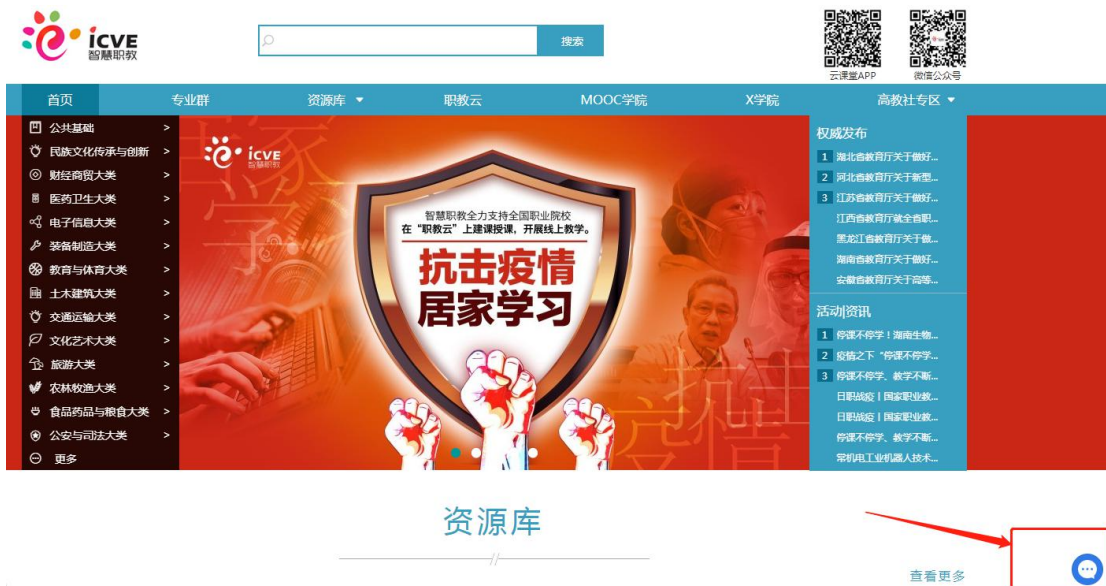 icve
智慧职教
搜索
云课堂APP
微信公众号
首页
专业群
资源库
职教云
MOOC学院
X学院
高教社专区
公共基础 >
民族文化传承与创新 >
财经商贸大类 >
医药卫生大类 >
电子信息大类 >
装备制造大类 >
教育与体育大类 >
土木建筑大类 >
交通运输大类 >
文化艺术大类 >
旅游大类 >
农林牧渔大类 >
食品药品与粮食大类 >
公安与司法大类 >
更多
icve
智慧职教
智慧职教全力支持全国职业院校
在“职教云”上建课授课，开展线上教学。
抗击疫情
居家学习
权威发布
1 湖北省教育厅关于做好...
2 河北省教育厅关于新型...
3 江苏省教育厅关于做好...
江西省教育厅就全省职...
黑龙江省教育厅关于做...
湖南省教育厅关于做好...
安徽省教育厅关于高等...
活动|资讯
1 停课不停学！湖南生物...
2 疫情之下“停课不停学...
3 停课不停学、教学不断...
日职战疫 | 国家职业教...
日职战疫 | 国家职业教...
停课不停学、教学不断...
常机电工业机器人技术...
资源库
查看更多